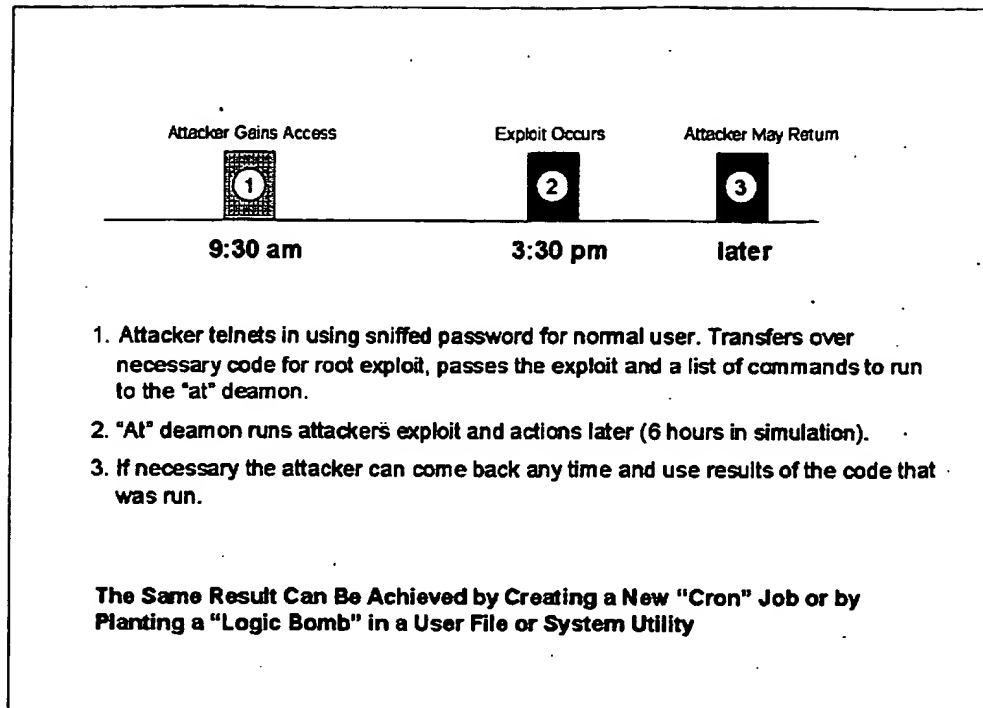 Attacker Gains Access Exploit Occurs Attacker May Return
1 2 3
9:30 am 3:30 pm later
1. Attacker telnets in using sniffed password for normal user. Transfers over
necessary code for root exploit, passes the exploit and a list of commands to run
to the "at" deamon.
2. "At" deamon runs attackers exploit and actions later (6 hours in simulation).
3. If necessary the attacker can come back any time and use results of the code that
was run.
The Same Result Can Be Achieved by Creating a New "Cron" Job or by
Planting a "Logic Bomb" in a User File or System Utility